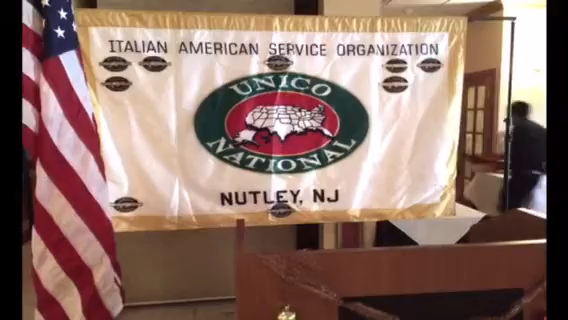 ITALIAN AMERICAN SERVICE ORGANIZATION
UNICO
NATIONAL
NUTLEY, NJ